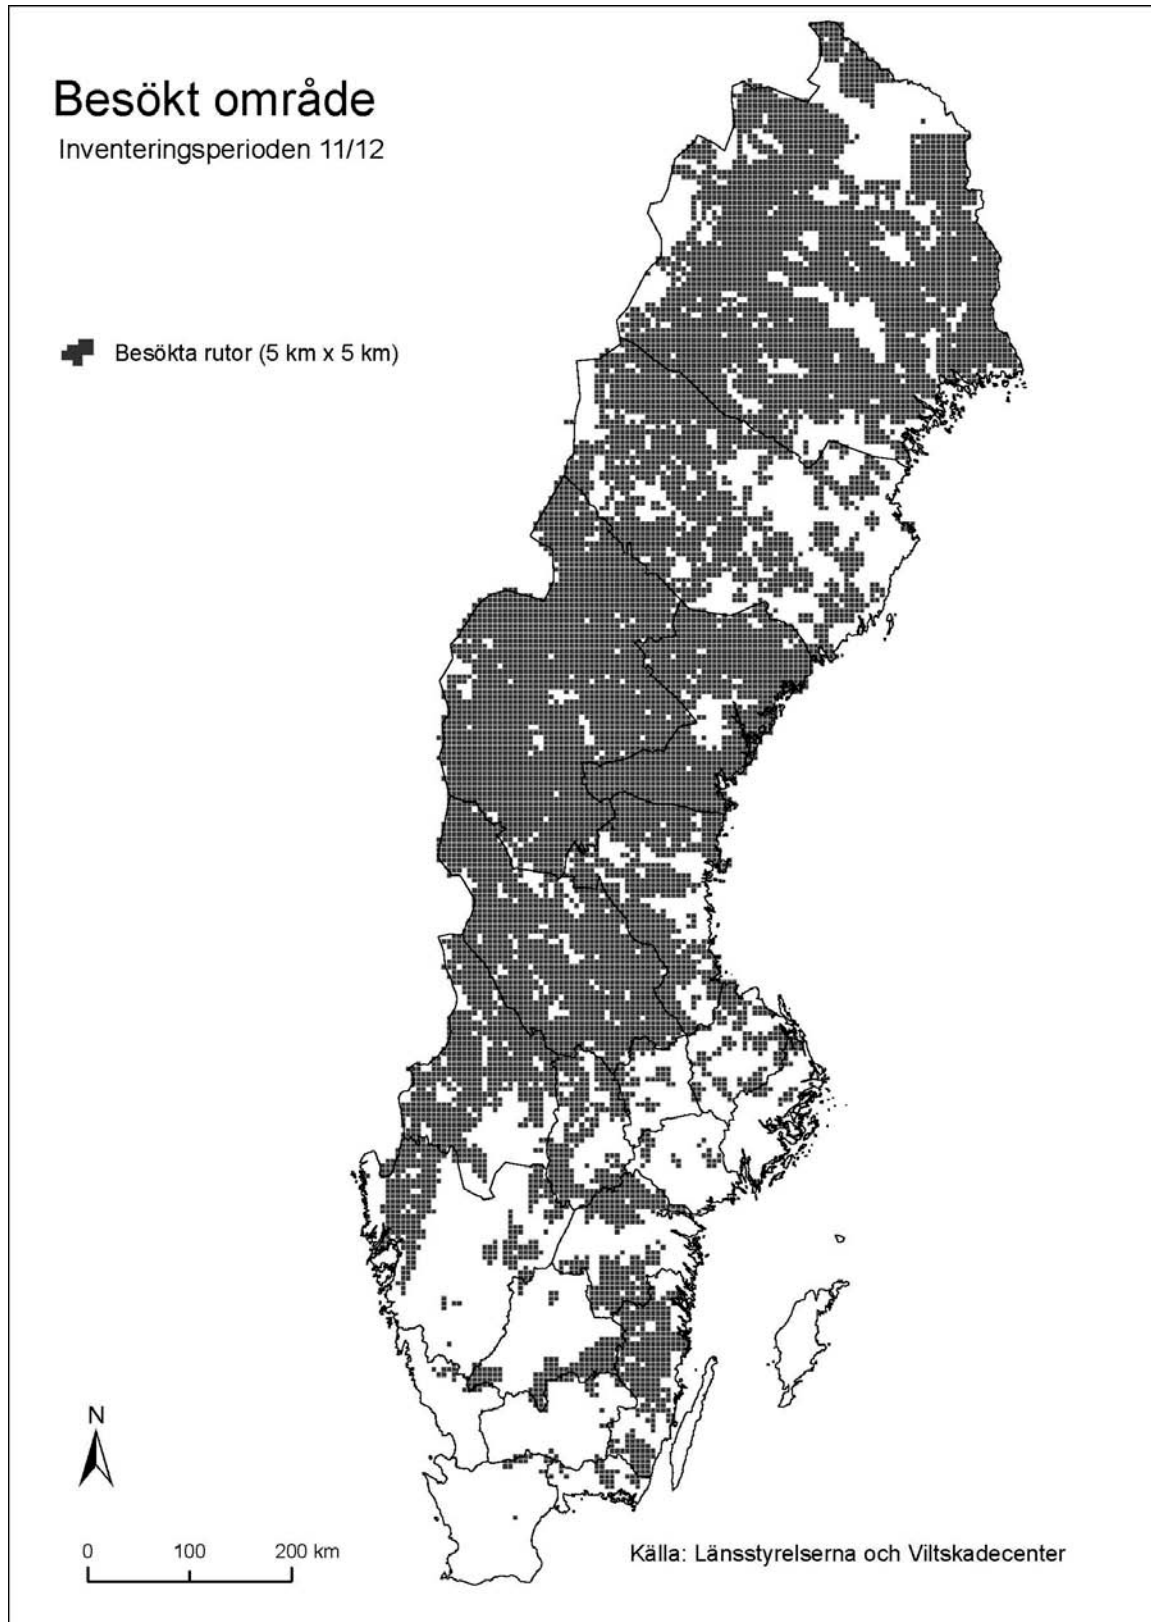 Besökt område
Inventeringsperioden 11/12
Besökta rutor (5 km x 5 km)
N
0 100 200 km
Källa: Länsstyrelserna och Viltskadecenter